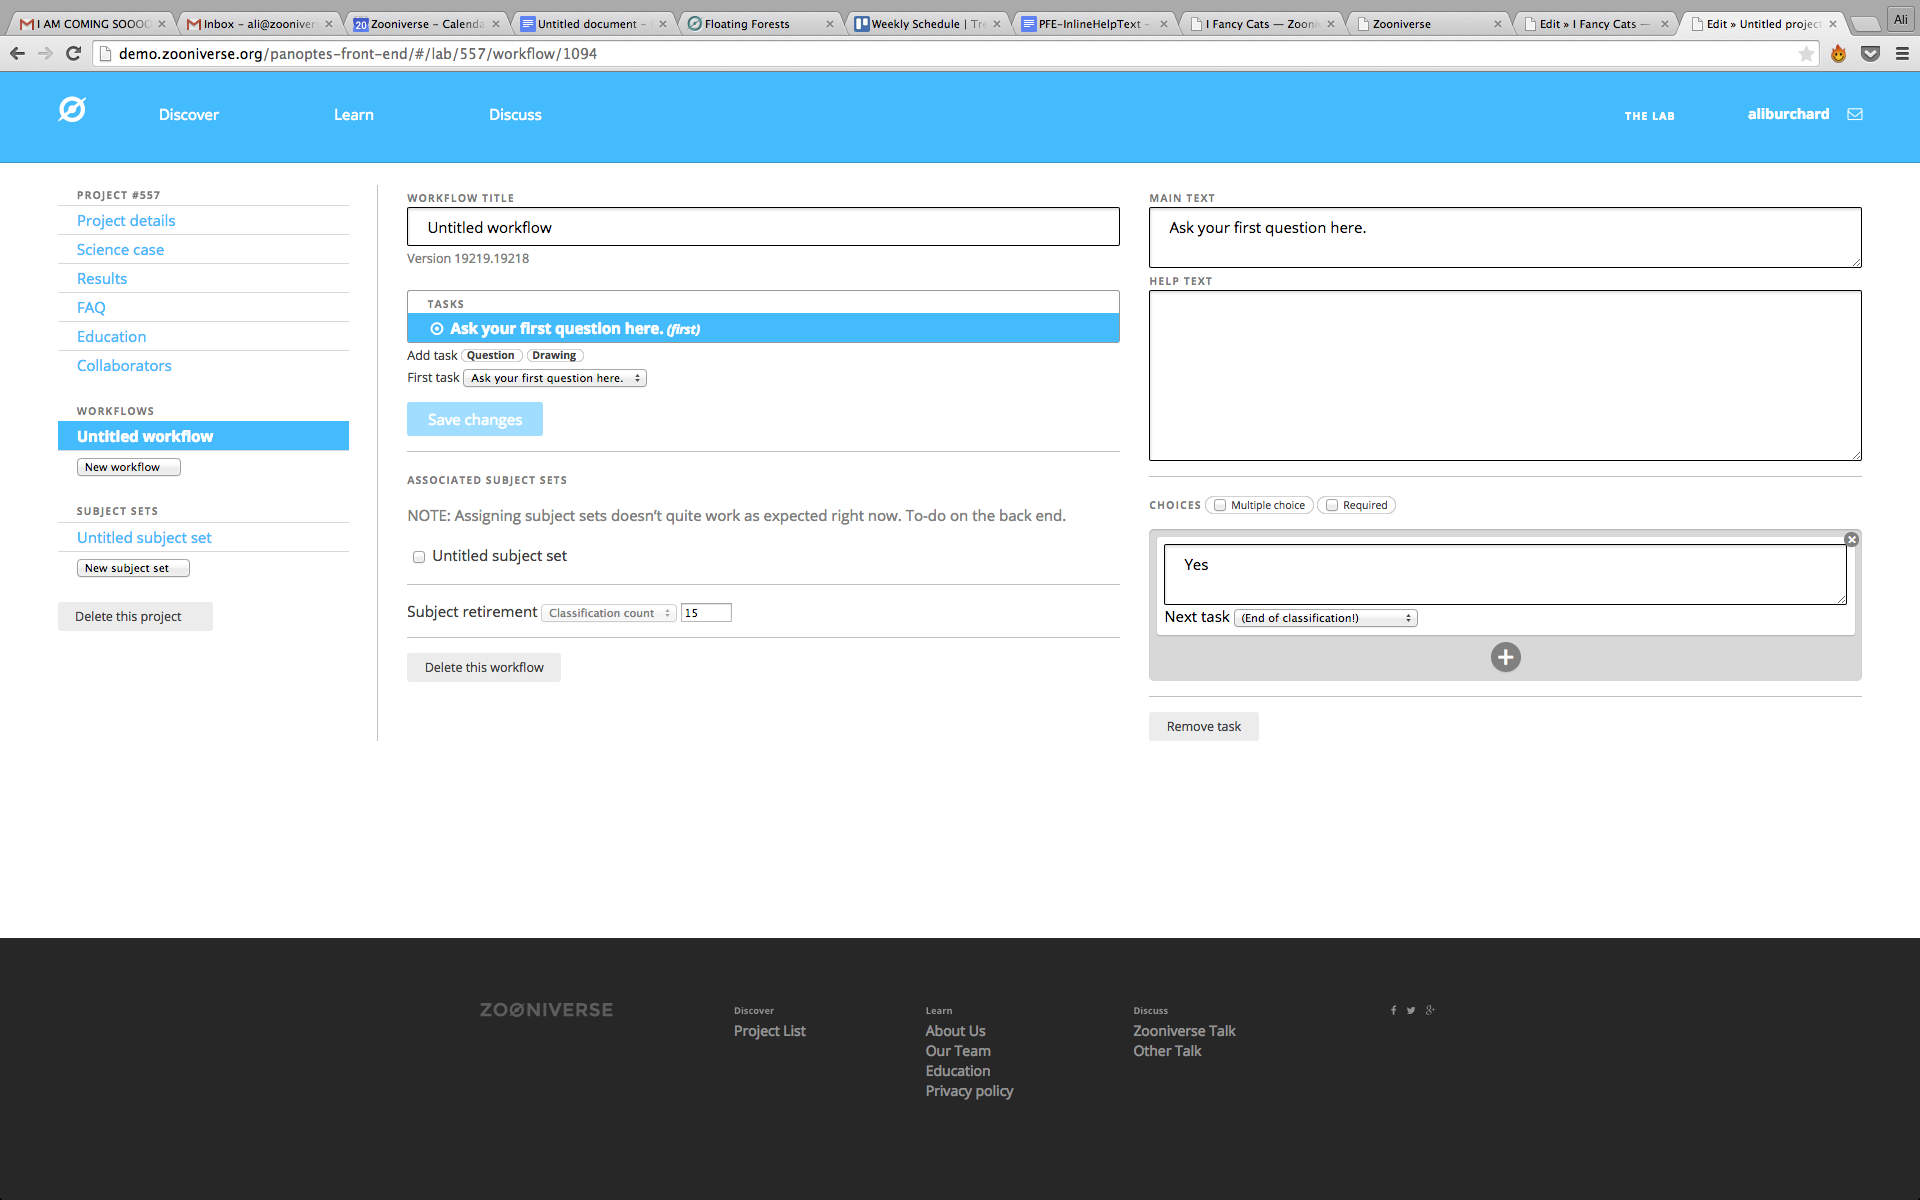 I AM COMING SOOOO
Inbox – ali@zoonivers
20 Zooniverse – Calenda
Untitled document –
Floating Forests
Weekly Schedule | Tre
PFE-InlineHelpText –
I Fancy Cats — Zooni
Zooniverse
Edit » I Fancy Cats —
Edit » Untitled projec
Ali
demo.zooniverse.org/panoptes-front-end/#/lab/557/workflow/1094
Discover
Learn
Discuss
THE LAB
aliburchard
PROJECT #557
Project details
Science case
Results
FAQ
Education
Collaborators
WORKFLOWS
Untitled workflow
New workflow
SUBJECT SETS
Untitled subject set
New subject set
Delete this project
WORKFLOW TITLE
Untitled workflow
Version 19219.19218
TASKS
Ask your first question here. (first)
Add task Question Drawing
First task Ask your first question here.
Save changes
ASSOCIATED SUBJECT SETS
NOTE: Assigning subject sets doesn't quite work as expected right now. To-do on the back end.
Untitled subject set
Subject retirement Classification count 15
Delete this workflow
MAIN TEXT
Ask your first question here.
HELP TEXT
CHOICES Multiple choice Required
Yes
Next task (End of classification!)
Remove task
ZOONIVERSE
Discover
Project List
Learn
About Us
Our Team
Education
Privacy policy
Discuss
Zooniverse Talk
Other Talk